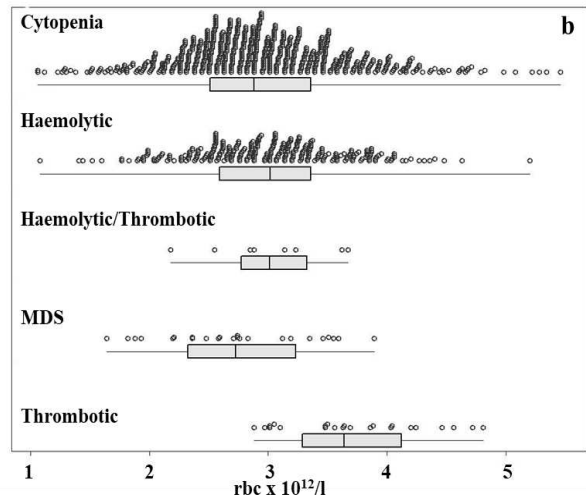 Cytopenia
b
Haemolytic
Haemolytic/Thrombotic
MDS
Thrombotic
1 2 3 4 5
rbc x 10¹²/l